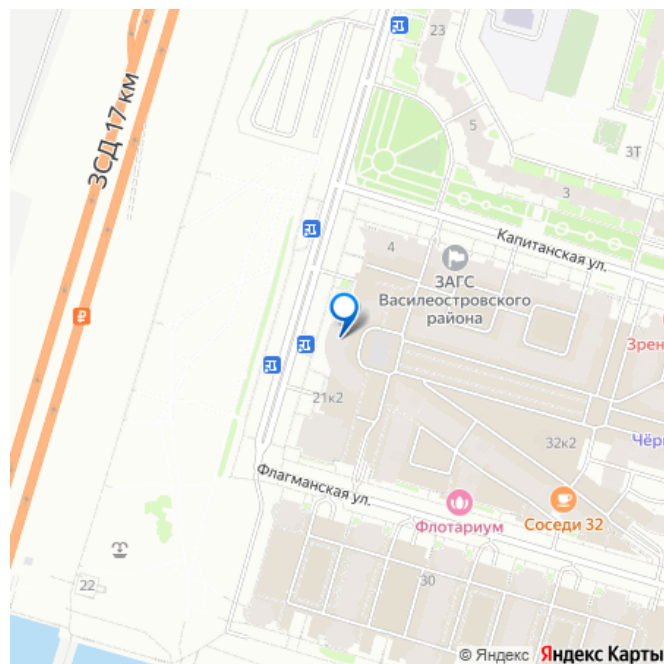 23
ЗСД 17 км
5
3Т
3
Капитанская ул.
4
ЗАГС
Василеостровского
района
₽
Зрен
21к2
32к2
Чёр
Флагманская ул.
Соседи 32
Флотариум
22
30
© Яндекс Яндекс Карты